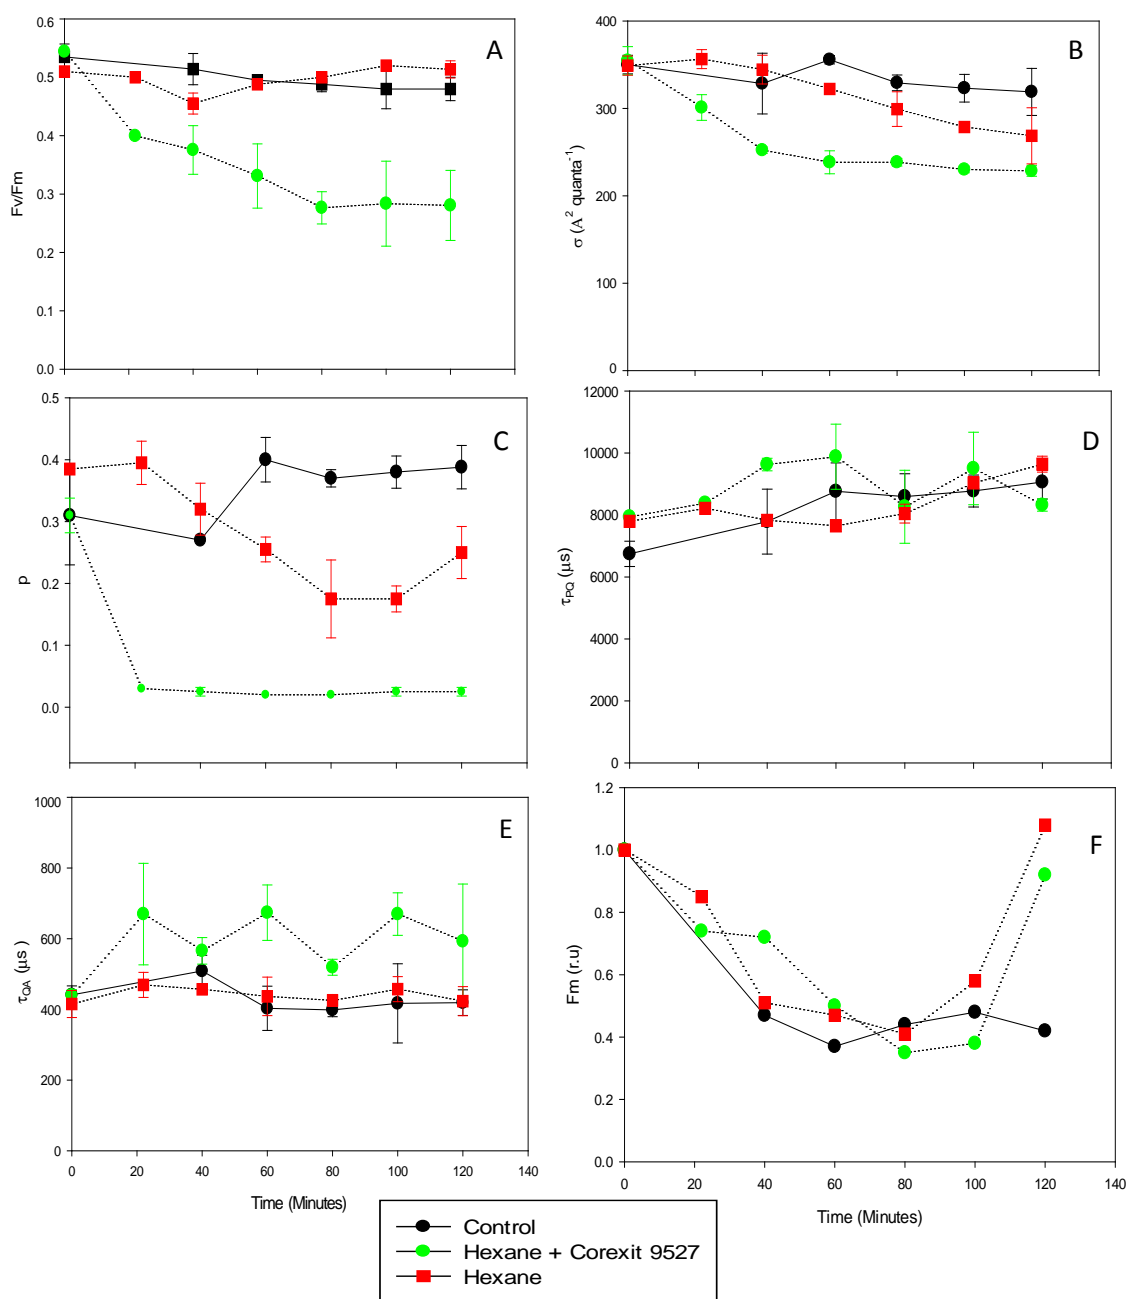 0.6
0.5
0.4
0.3
0.2
0.1
0.0
Fv/Fm
A
400
300
200
100
0
σ (A² quanta⁻¹)
B
0.5
0.4
0.3
0.2
0.1
0.0
p
C
12000
10000
8000
6000
4000
2000
0
τPQ (µs)
D
1000
800
600
400
200
0
τQA (µs)
E
0 20 40 60 80 100 120 140
Time (Minutes)
1.2
1.0
0.8
0.6
0.4
0.2
0.0
Fm (r.u)
F
0 20 40 60 80 100 120 140
Time (Minutes)
Control
Hexane + Corexit 9527
Hexane